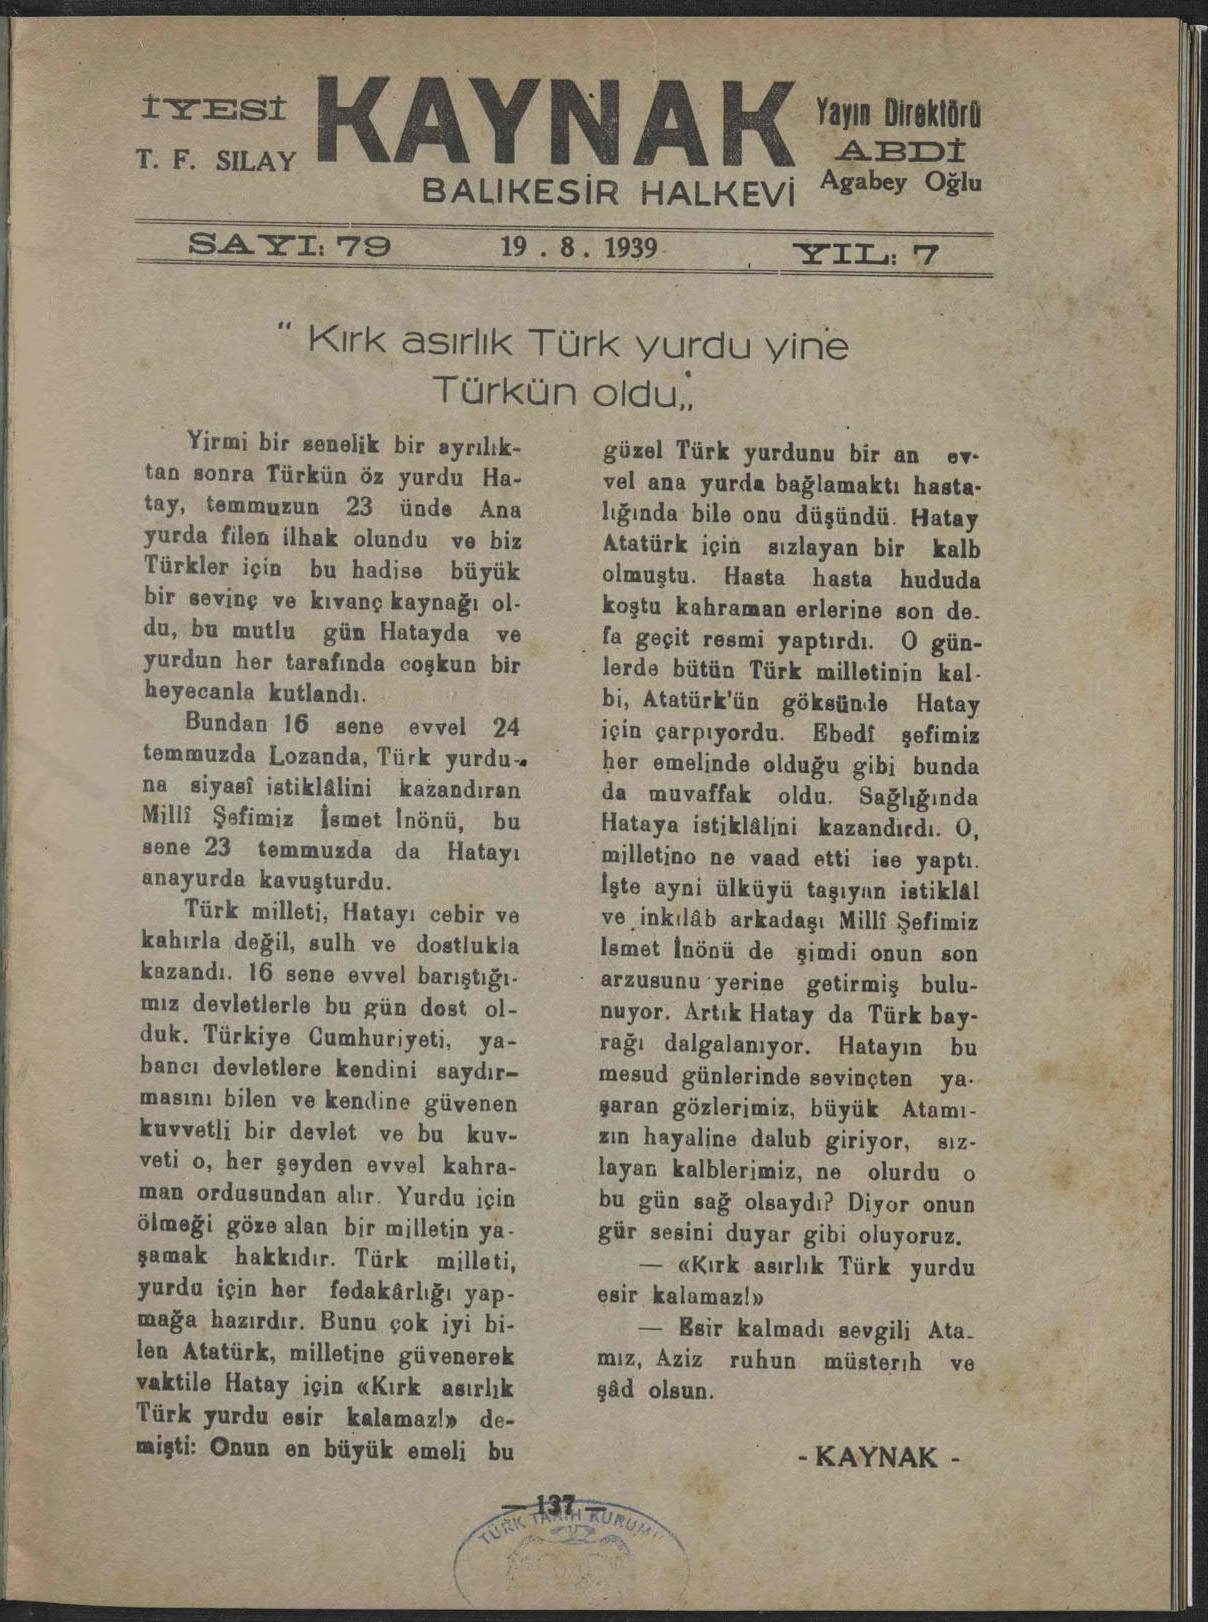 İYESİ
T. F. SILAY
KAYNAK
BALIKESİR HALKEVİ
Yayın Direktörü
ABDİ
Agabey Oğlu
SAYI: 79 19 . 8 . 1939 YIL: 7
“ Kırk asırlık Türk yurdu yine
Türkün oldu„
Yirmi bir senelik bir ayrılık-
tan sonra Türkün öz yurdu Ha-
tay, temmuzun 23 ünde Ana
yurda filen ilhak olundu ve biz
Türkler için bu hadise büyük
bir sevinç ve kıvanç kaynağı ol-
du, bu mutlu gün Hatayda ve
yurdun her tarafında coşkun bir
heyecanla kutlandı.
Bundan 16 sene evvel 24
temmuzda Lozanda, Türk yurdu-
na siyasî istiklâlini kazandıran
Millî Şefimiz İsmet İnönü, bu
sene 23 temmuzda da Hatayı
anayurda kavuşturdu.
Türk milleti, Hatayı cebir ve
kahırla değil, sulh ve dostlukla
kazandı. 16 sene evvel barıştığı-
mız devletlerle bu gün dost ol-
duk. Türkiye Cumhuriyeti, ya-
bancı devletlere kendini saydır-
masını bilen ve kendine güvenen
kuvvetli bir devlet ve bu kuv-
veti o, her şeyden evvel kahra-
man ordusundan alır. Yurdu için
ölmeği göze alan bir milletin ya-
şamak hakkıdır. Türk milleti,
yurdu için her fedakârlığı yap-
mağa hazırdır. Bunu çok iyi bi-
len Atatürk, milletine güvenerek
vaktile Hatay için «Kırk asırlık
Türk yurdu esir kalamaz!» de-
mişti: Onun en büyük emeli bu
güzel Türk yurdunu bir an ev-
vel ana yurda bağlamaktı hasta-
lığında bile onu düşündü. Hatay
Atatürk için sızlayan bir kalb
olmuştu. Hasta hasta hududa
koştu kahraman erlerine son de-
fa geçit resmi yaptırdı. O gün-
lerde bütün Türk milletinin kal-
bi, Atatürk'ün göksünde Hatay
için çarpıyordu. Ebedî şefimiz
her emelinde olduğu gibi bunda
da muvaffak oldu. Sağlığında
Hataya istiklâlini kazandırdı. O,
milletino ne vaad etti ise yaptı.
İşte ayni ülküyü taşıyan istiklâl
ve inkılâb arkadaşı Millî Şefimiz
Ismet İnönü de şimdi onun son
arzusunu yerine getirmiş bulu-
nuyor. Artık Hatay da Türk bay-
rağı dalgalanıyor. Hatayın bu
mesud günlerinde sevinçten ya-
şaran gözlerimiz, büyük Atamı-
zın hayaline dalub giriyor, sız-
layan kalblerimiz, ne olurdu o
bu gün sağ olsaydı? Diyor onun
gür sesini duyar gibi oluyoruz.
— «Kırk asırlık Türk yurdu
esir kalamaz!»
— Esir kalmadı sevgili Ata-
mız, Aziz ruhun müsterıh ve
şâd olsun.
- KAYNAK -
— 137 —
TÜRK TARİH KURUMU